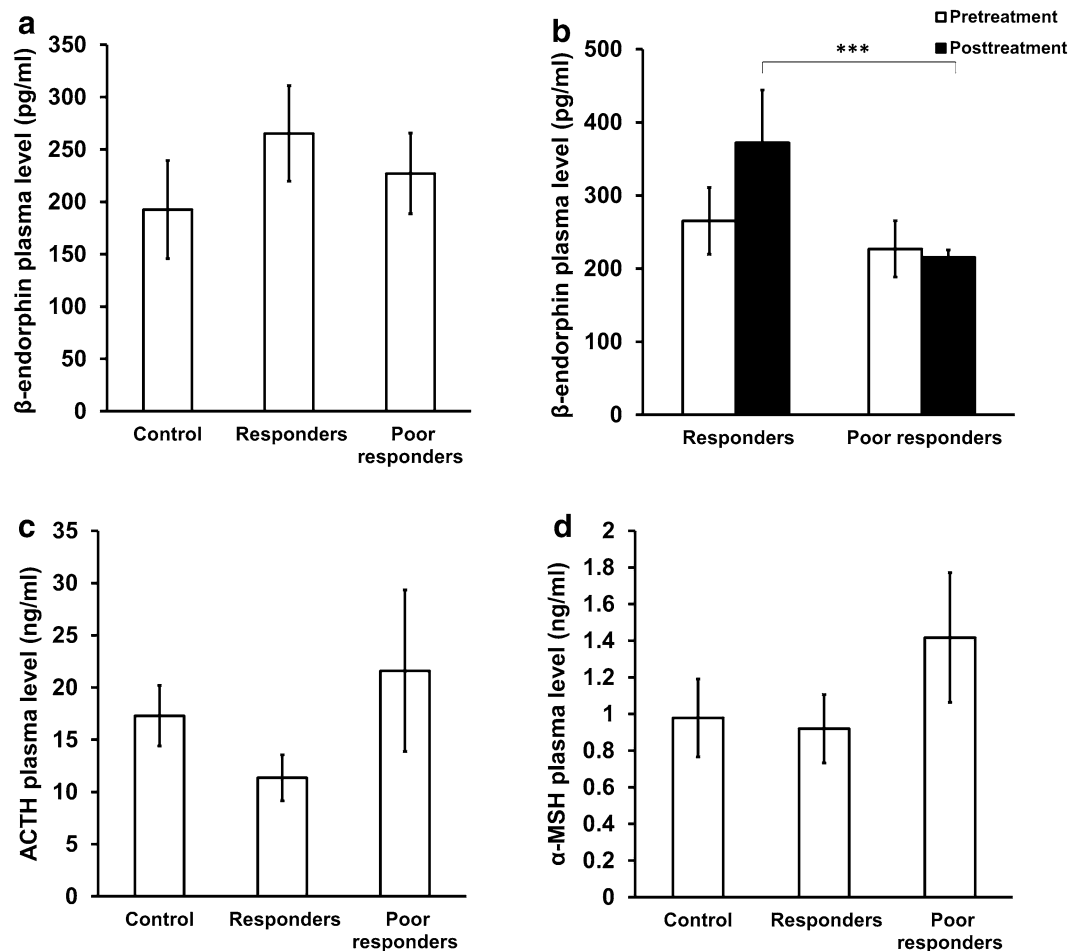 a
β-endorphin plasma level (pg/ml)
350
300
250
200
150
100
50
0
Control
Responders
Poor
responders
b
Pretreatment
Posttreatment
***
β-endorphin plasma level (pg/ml)
500
400
300
200
100
0
Responders
Poor responders
c
ACTH plasma level (ng/ml)
35
30
25
20
15
10
5
0
Control
Responders
Poor
responders
d
α-MSH plasma level (ng/ml)
2
1.8
1.6
1.4
1.2
1
0.8
0.6
0.4
0.2
0
Control
Responders
Poor
responders